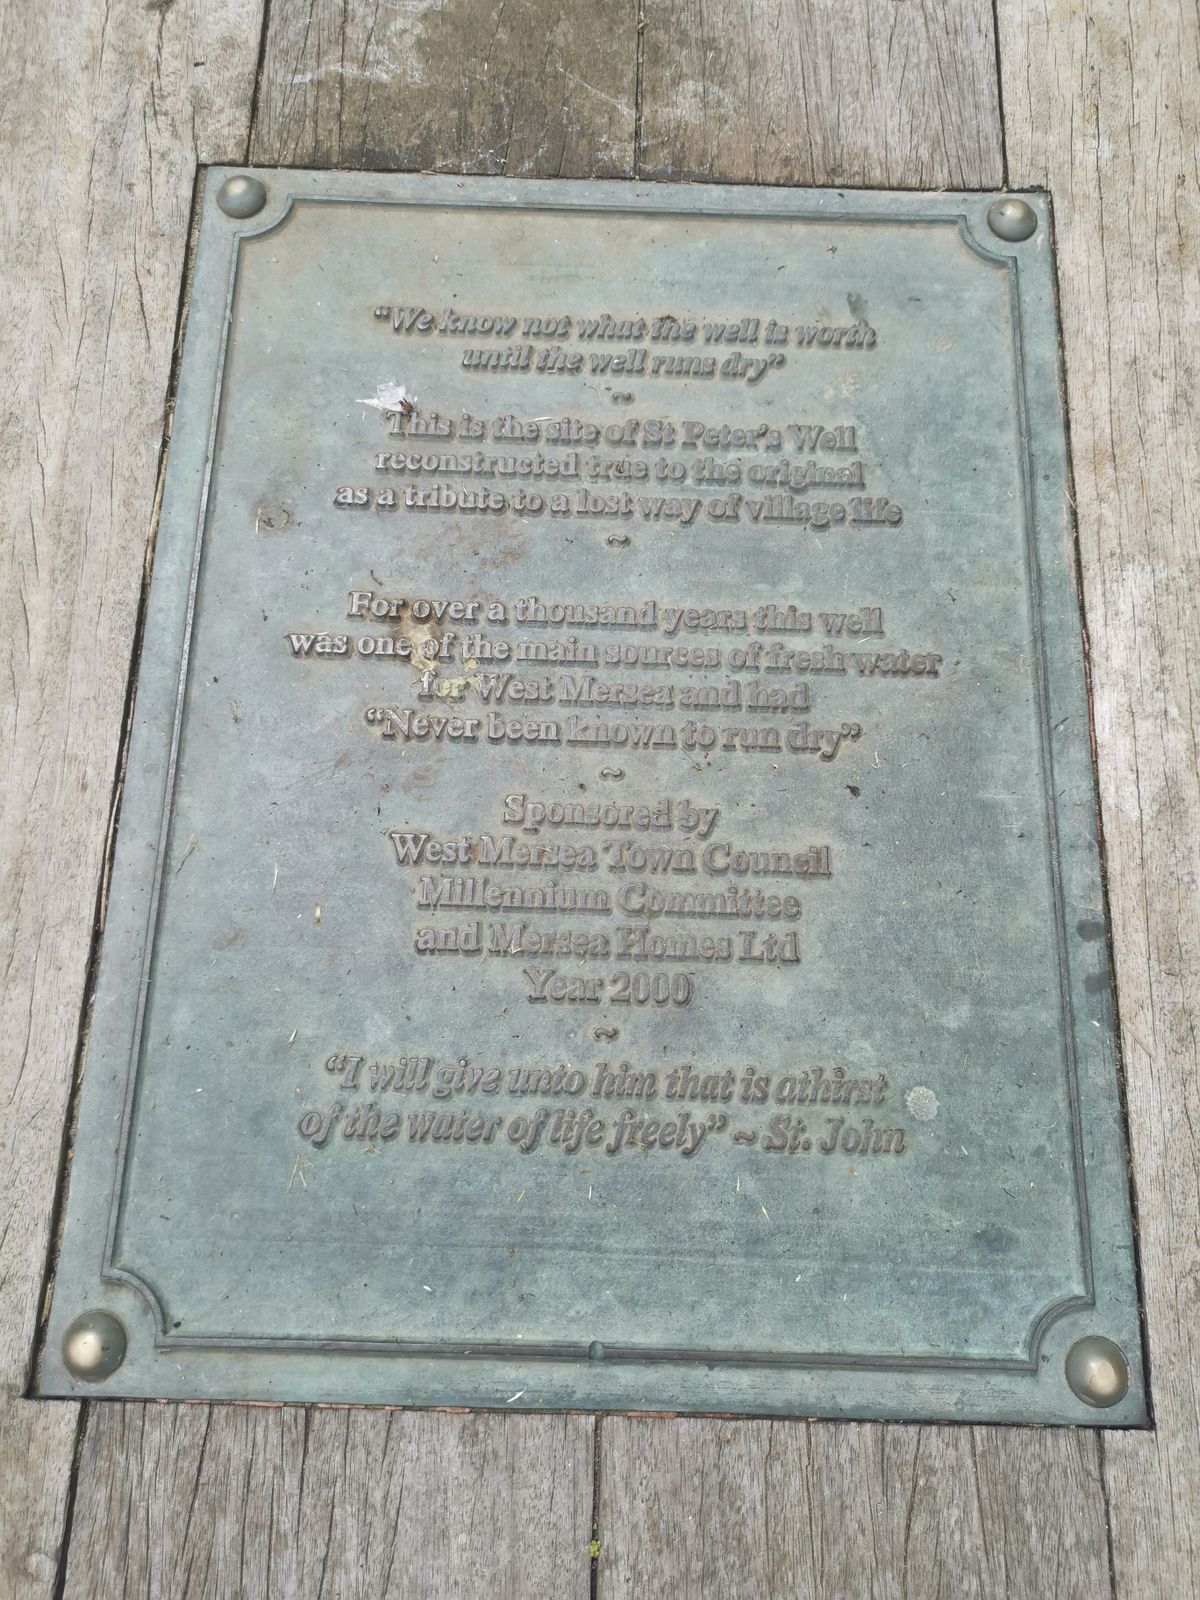 “We know not what the well is worth
until the well runs dry”
~
This is the site of St Peter's Well
reconstructed true to the original
as a tribute to a lost way of village life
~
For over a thousand years this well
was one of the main sources of fresh water
for West Mersea and had
“Never been known to run dry”
~
Sponsored by
West Mersea Town Council
Millennium Committee
and Mersea Homes Ltd
Year 2000
~
“I will give unto him that is athirst
of the water of life freely” ~ St. John